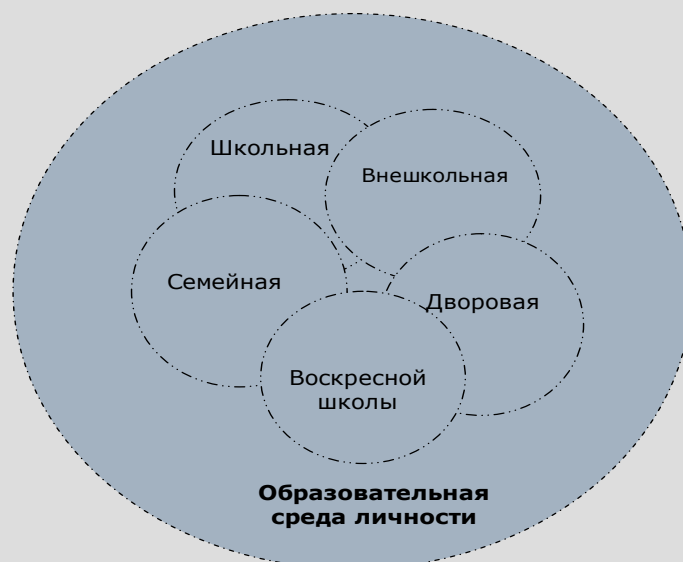 Школьная
Внешкольная
Семейная
Дворовая
Воскресной
школы
Образовательная
среда личности